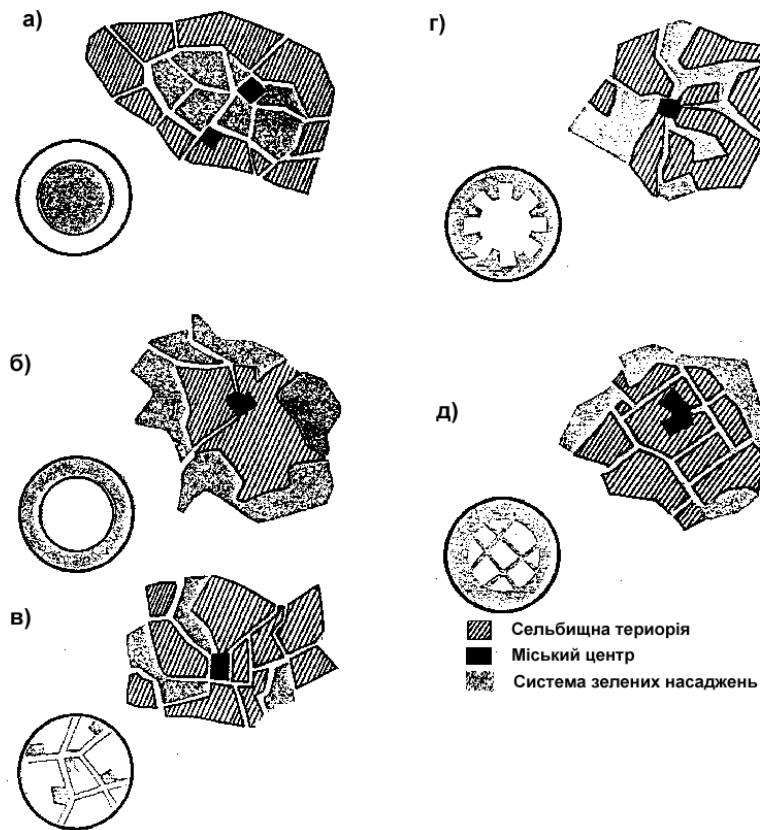 а)
г)
б)
д)
в)
Сельбищна териорія
Міський центр
Система зелених насаджень